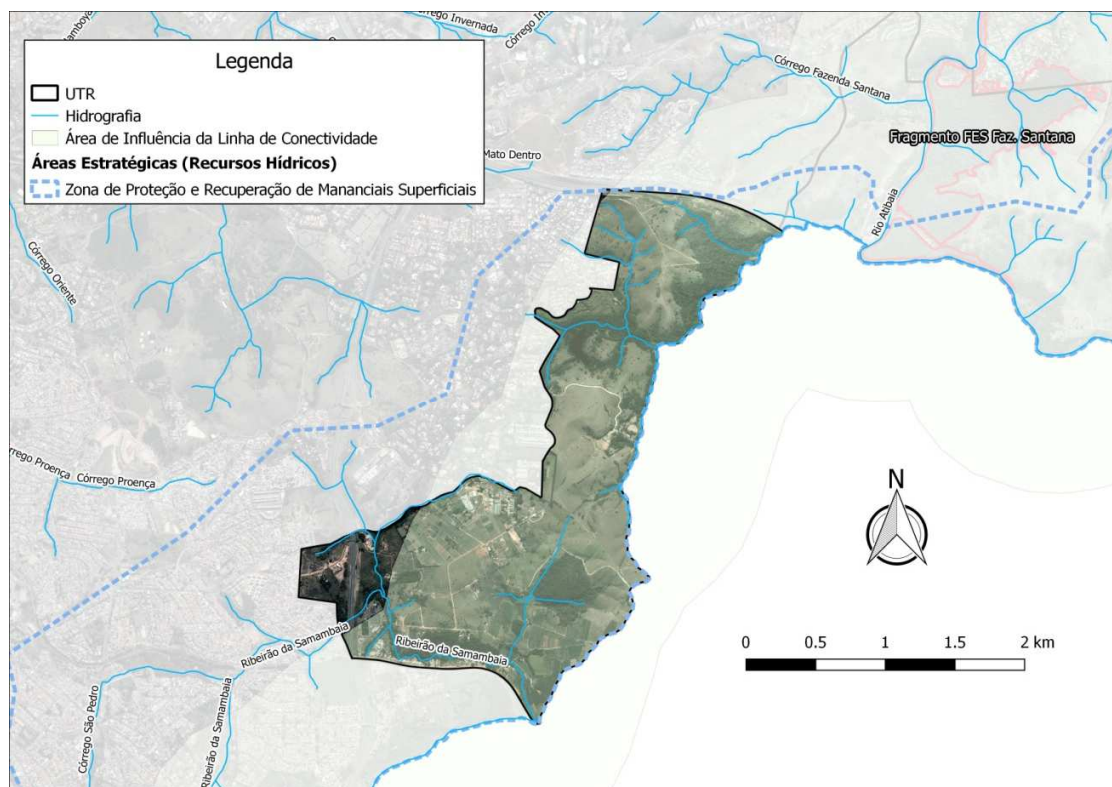 Córrego Invernada
Legenda
UTR
Hidrografia
Área de Influência da Linha de Conectividade
Áreas Estratégicas (Recursos Hídricos)
Zona de Proteção e Recuperação de Mananciais Superficiais
Córrego Fazenda Santana
Fragmento FES Faz. Santana
Mato Dentro
Rio Atibaia
Córrego Oriente
Córrego Proença
N
Ribeirão da Samambaia
Ribeirão da Samambaia
Córrego São Pedro
Ribeirão da Samambaia
0 0.5 1 1.5 2 km